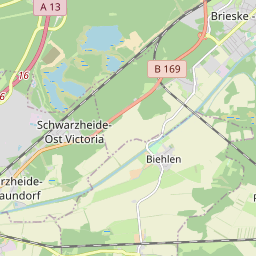 A 13
Brieske -
B 169
16
Schwarzheide-
Ost Victoria
Biehlen
rzheide-
aundorf